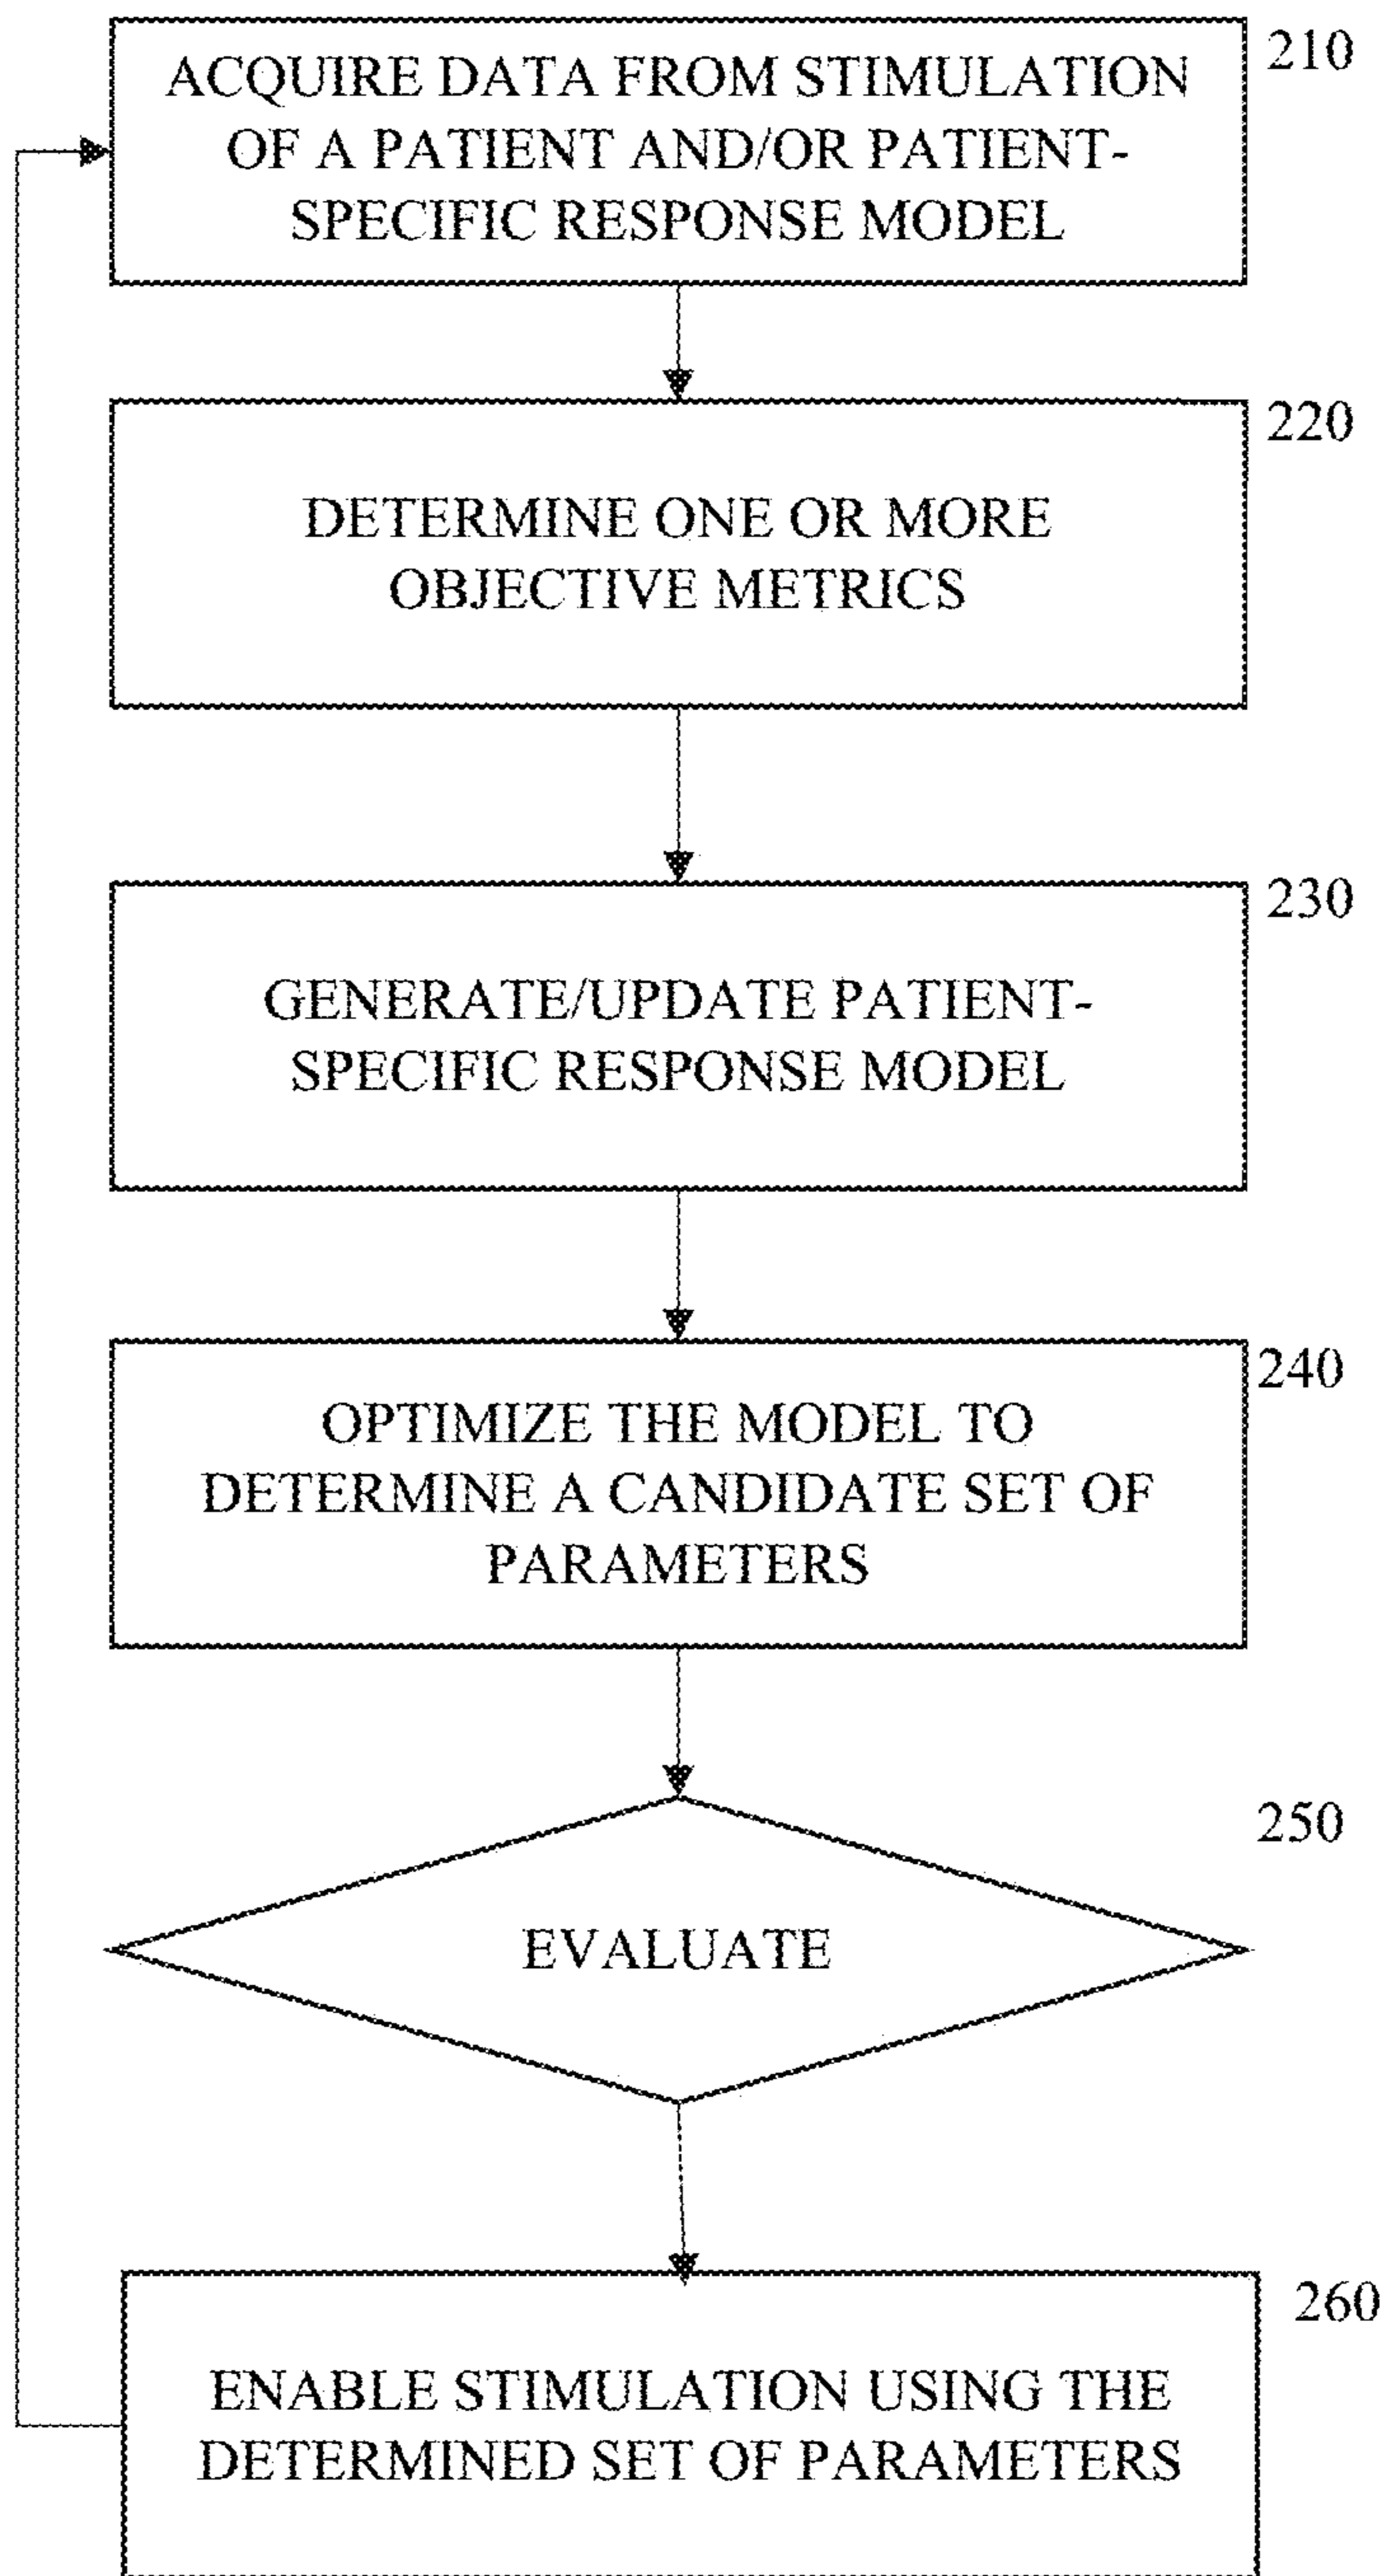 210
ACQUIRE DATA FROM STIMULATION
OF A PATIENT AND/OR PATIENT-
SPECIFIC RESPONSE MODEL
220
DETERMINE ONE OR MORE
OBJECTIVE METRICS
230
GENERATE/UPDATE PATIENT-
SPECIFIC RESPONSE MODEL
240
OPTIMIZE THE MODEL TO
DETERMINE A CANDIDATE SET OF
PARAMETERS
250
EVALUATE
260
ENABLE STIMULATION USING THE
DETERMINED SET OF PARAMETERS